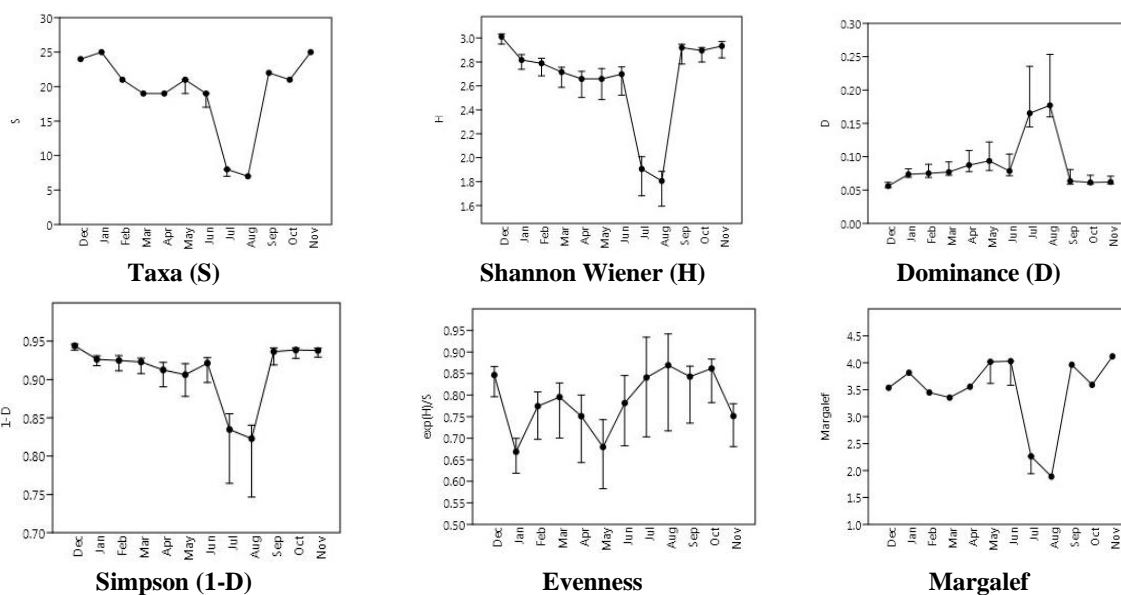 30
25
20
15
10
5
0
S
Dec Jan Feb Mar Apr May Jun Jul Aug Sep Oct Nov
Taxa (S)
3.0
2.8
2.6
2.4
2.2
2.0
1.8
1.6
H
Dec Jan Feb Mar Apr May Jun Jul Aug Sep Oct Nov
Shannon Wiener (H)
0.30
0.25
0.20
0.15
0.10
0.05
0.00
D
Dec Jan Feb Mar Apr May Jun Jul Aug Sep Oct Nov
Dominance (D)
0.95
0.90
0.85
0.80
0.75
0.70
1-D
Dec Jan Feb Mar Apr May Jun Jul Aug Sep Oct Nov
Simpson (1-D)
0.95
0.90
0.85
0.80
0.75
0.70
0.65
0.60
0.55
0.50
exp(H)/S
Dec Jan Feb Mar Apr May Jun Jul Aug Sep Oct Nov
Evenness
4.5
4.0
3.5
3.0
2.5
2.0
1.5
1.0
Margalef
Dec Jan Feb Mar Apr May Jun Jul Aug Sep Oct Nov
Margalef